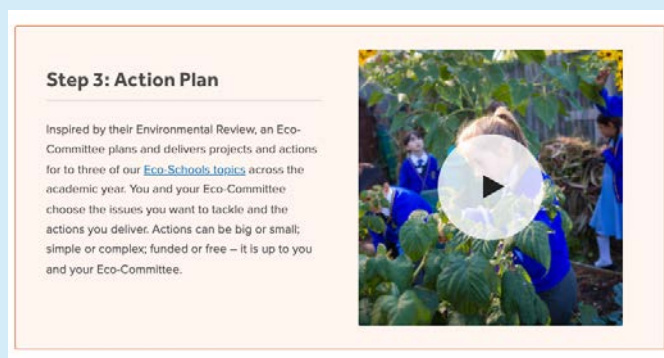 Step 3: Action Plan
Inspired by their Environmental Review, an Eco-
Committee plans and delivers projects and actions
for to three of our Eco-Schools topics across the
academic year. You and your Eco-Committee
choose the issues you want to tackle and the
actions you deliver. Actions can be big or small;
simple or complex; funded or free – it is up to you
and your Eco-Committee.